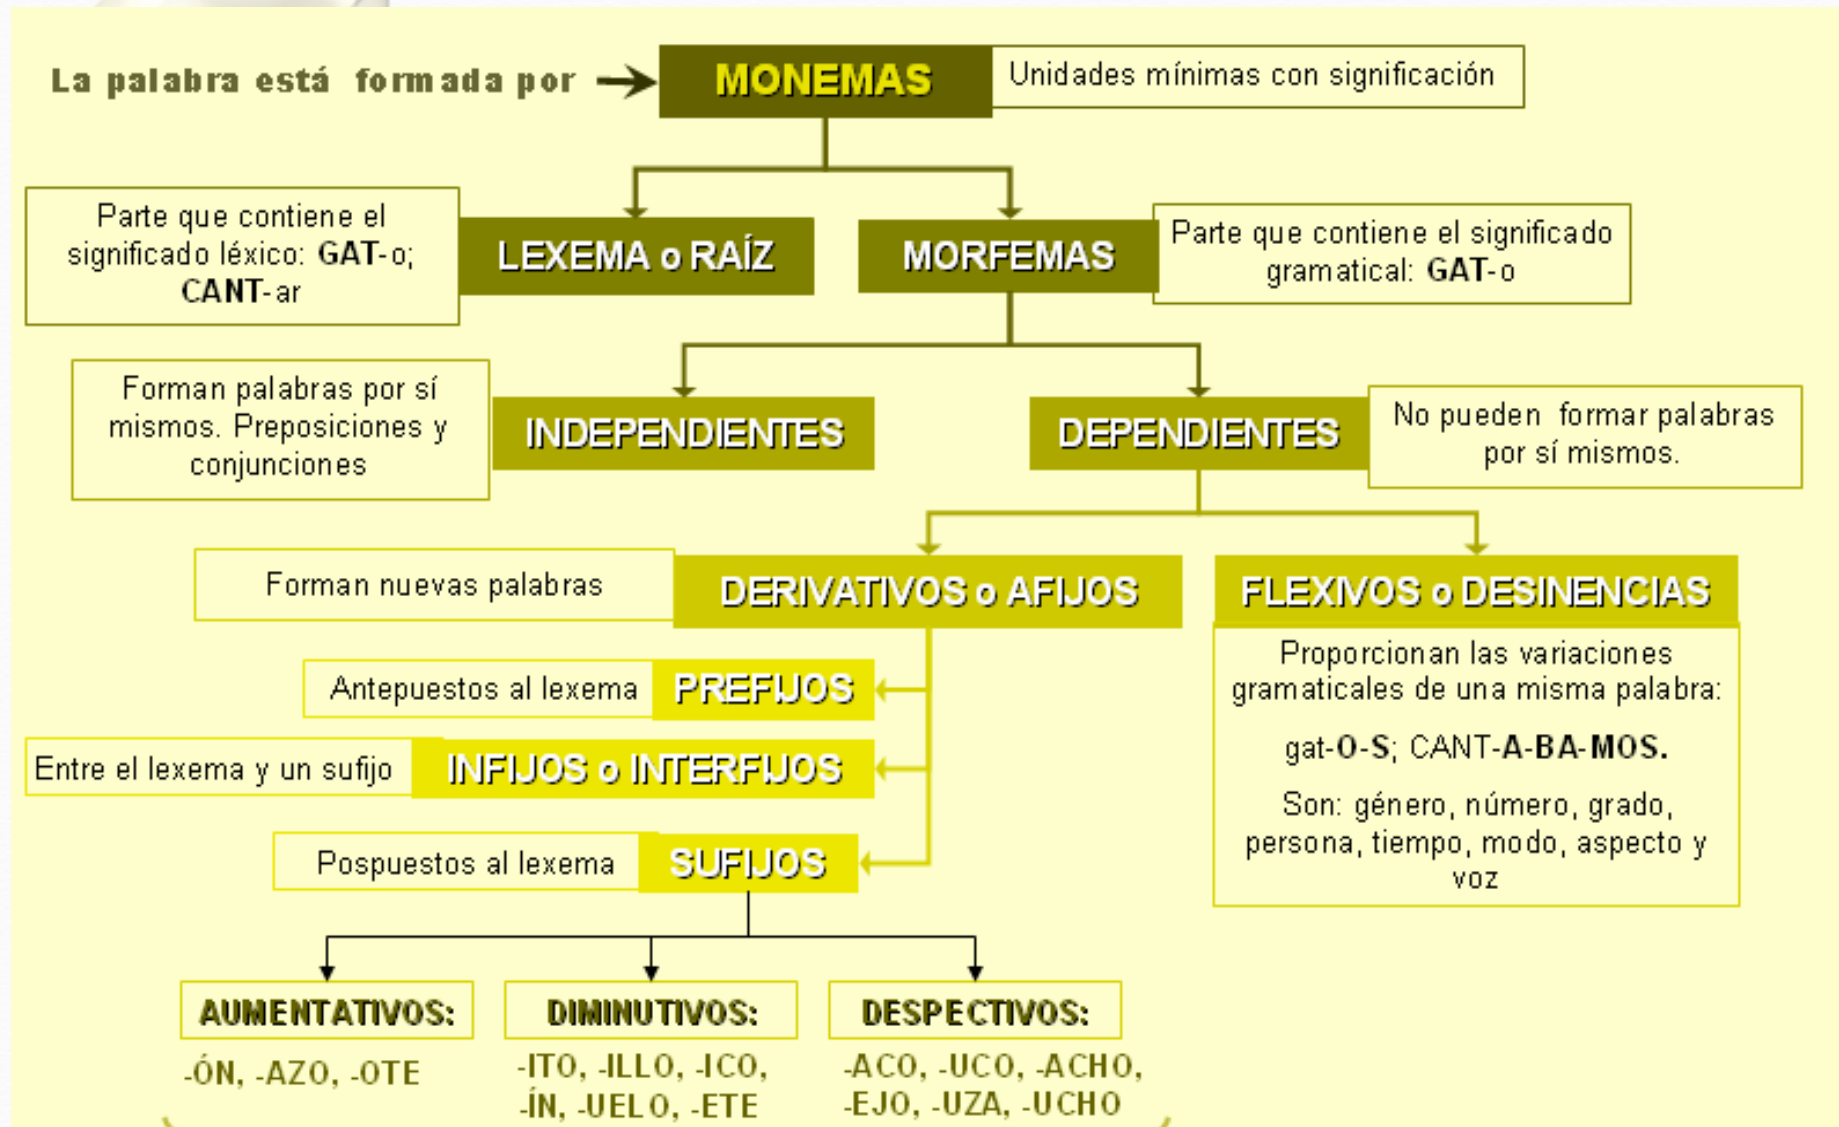 La palabra está formada por
MONEMAS
Unidades mínimas con significación
Parte que contiene el
significado léxico: GAT-o;
CANT-ar
LEXEMA o RAÍZ
MORFEMAS
Parte que contiene el significado
gramatical: GAT-o
Forman palabras por sí
mismos. Preposiciones y
conjunciones
INDEPENDIENTES
DEPENDIENTES
No pueden formar palabras
por sí mismos.
Forman nuevas palabras
DERIVATIVOS o AFIJOS
FLEXIVOS o DESINENCIAS
Proporcionan las variaciones
gramaticales de una misma palabra:
gat-O-S; CANT-A-BA-MOS.
Son: género, número, grado,
persona, tiempo, modo, aspecto y
voz
Antepuestos al lexema
PREFIJOS
Entre el lexema y un sufijo
INFIJOS o INTERFIJOS
Pospuestos al lexema
SUFIJOS
AUMENTATIVOS:
-ÓN, -AZO, -OTE
DIMINUTIVOS:
-ITO, -ILLO, -ICO,
-ÍN, -UELO, -ETE
DESPECTIVOS:
-ACO, -UCO, -ACHO,
-EJO, -UZA, -UCHO